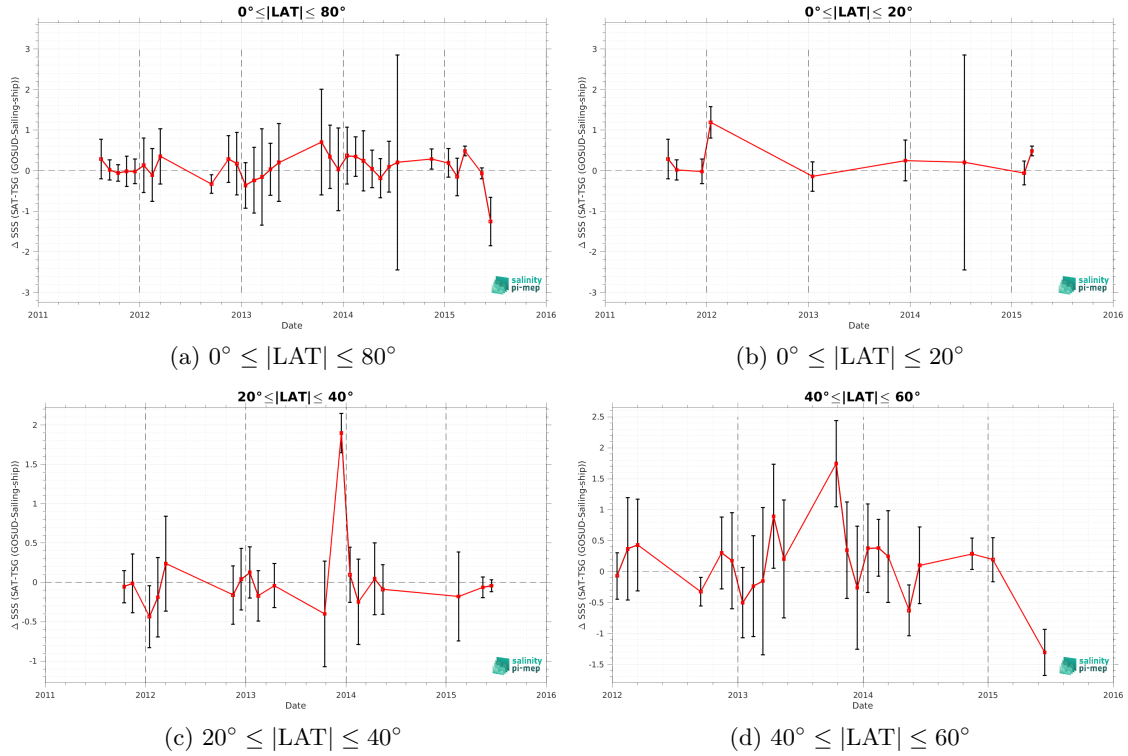 0°≤|LAT|≤ 80°
Δ SSS (SAT-TSG (GOSUD-Sailing-ship))
3
2
1
0
-1
-2
-3
2011 2012 2013 2014 2015 2016
Date
salinity
pi-mep
(a) 0° ≤ |LAT| ≤ 80°
0°≤|LAT|≤ 20°
Δ SSS (SAT-TSG (GOSUD-Sailing-ship))
3
2
1
0
-1
-2
-3
2011 2012 2013 2014 2015 2016
Date
salinity
pi-mep
(b) 0° ≤ |LAT| ≤ 20°
20°≤|LAT|≤ 40°
Δ SSS (SAT-TSG (GOSUD-Sailing-ship))
2
1.5
1
0.5
0
-0.5
-1
2011 2012 2013 2014 2015 2016
Date
salinity
pi-mep
(c) 20° ≤ |LAT| ≤ 40°
40°≤|LAT|≤ 60°
Δ SSS (SAT-TSG (GOSUD-Sailing-ship))
2.5
2
1.5
1
0.5
0
-0.5
-1
-1.5
2012 2013 2014 2015 2016
Date
salinity
pi-mep
(d) 40° ≤ |LAT| ≤ 60°